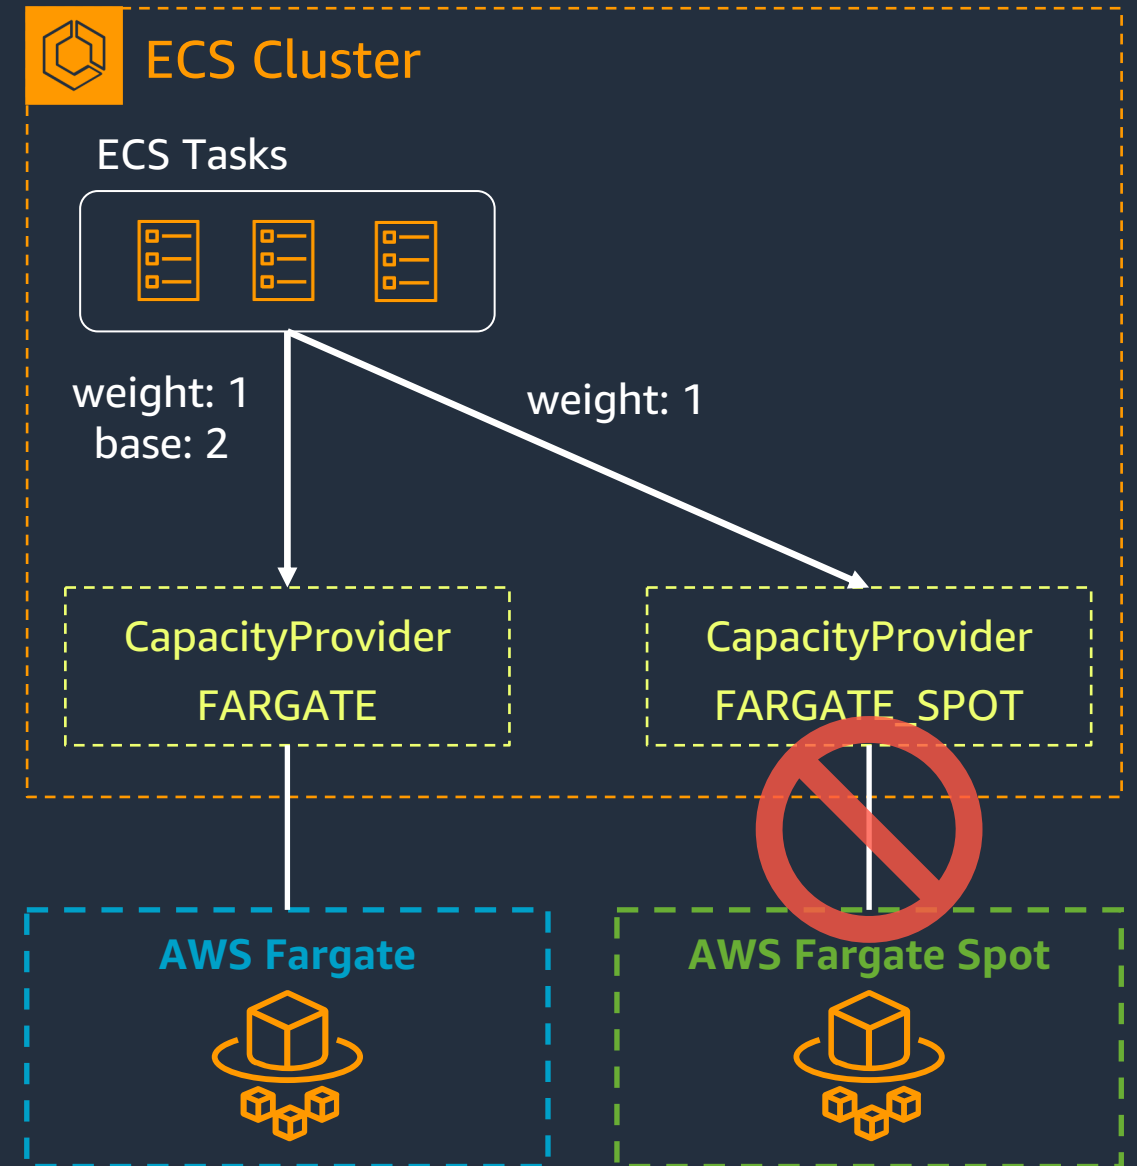 ECS Cluster
ECS Tasks
weight: 1
base: 2
weight: 1
CapacityProvider
FARGATE
CapacityProvider
FARGATE_SPOT
AWS Fargate
AWS Fargate Spot